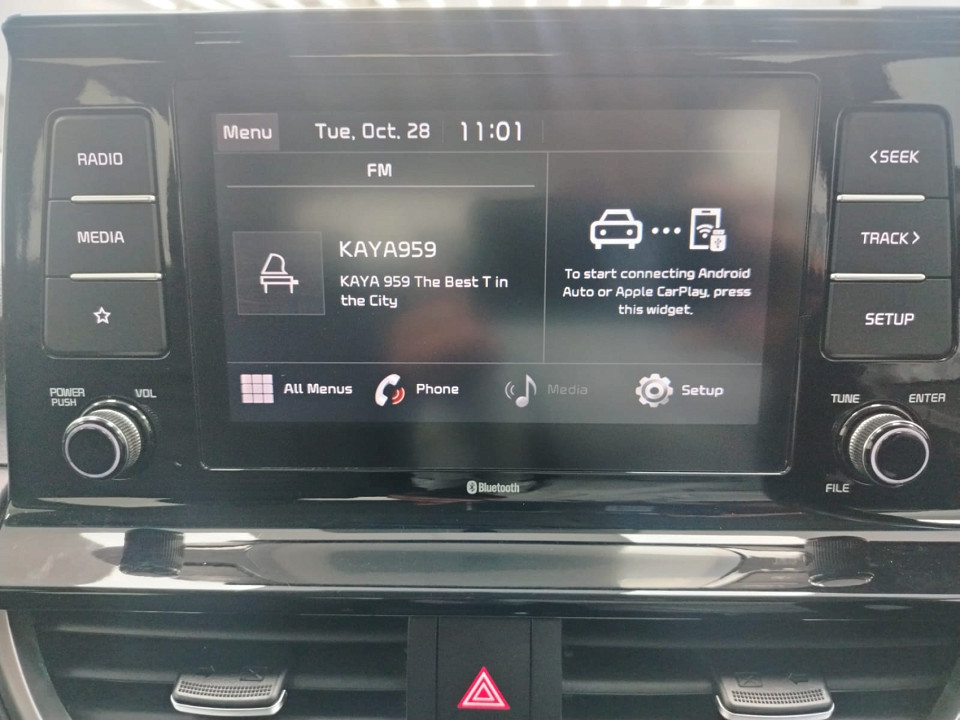 Menu Tue, Oct. 28 11:01
FM
KAYA959
KAYA 959 The Best T in
the City
To start connecting Android
Auto or Apple CarPlay, press
this widget.
All Menus Phone Media Setup
RADIO
MEDIA
POWER
PUSH
VOL
<SEEK
TRACK>
SETUP
TUNE
ENTER
FILE
Bluetooth